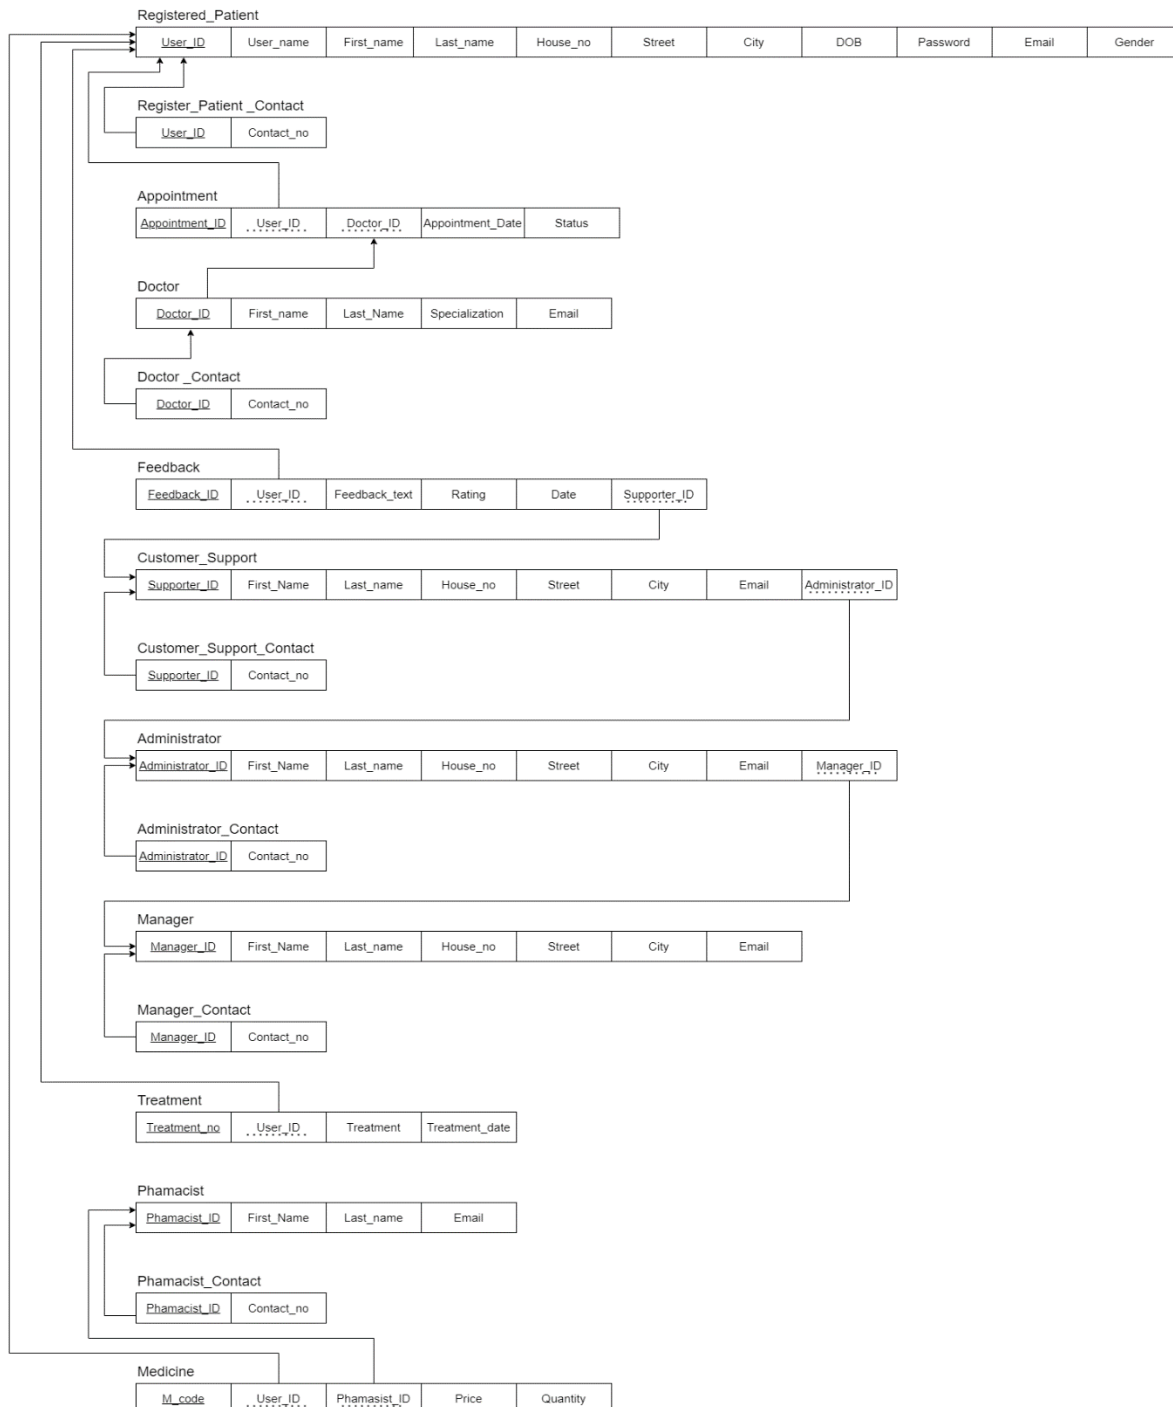 Registered_Patient
User_ID User_name First_name Last_name House_no Street City DOB Password Email Gender
Register_Patient _Contact
User_ID Contact_no
Appointment
Appointment_ID User_ID Doctor_ID Appointment_Date Status
Doctor
Doctor_ID First_name Last_Name Specialization Email
Doctor _Contact
Doctor_ID Contact_no
Feedback
Feedback_ID User_ID Feedback_text Rating Date Supporter_ID
Customer_Support
Supporter_ID First_Name Last_name House_no Street City Email Administrator_ID
Customer_Support_Contact
Supporter_ID Contact_no
Administrator
Administrator_ID First_Name Last_name House_no Street City Email Manager_ID
Administrator_Contact
Administrator_ID Contact_no
Manager
Manager_ID First_Name Last_name House_no Street City Email
Manager_Contact
Manager_ID Contact_no
Treatment
Treatment_no User_ID Treatment Treatment_date
Phamacist
Phamacist_ID First_Name Last_name Email
Phamacist_Contact
Phamacist_ID Contact_no
Medicine
M_code User_ID Phamasist_ID Price Quantity